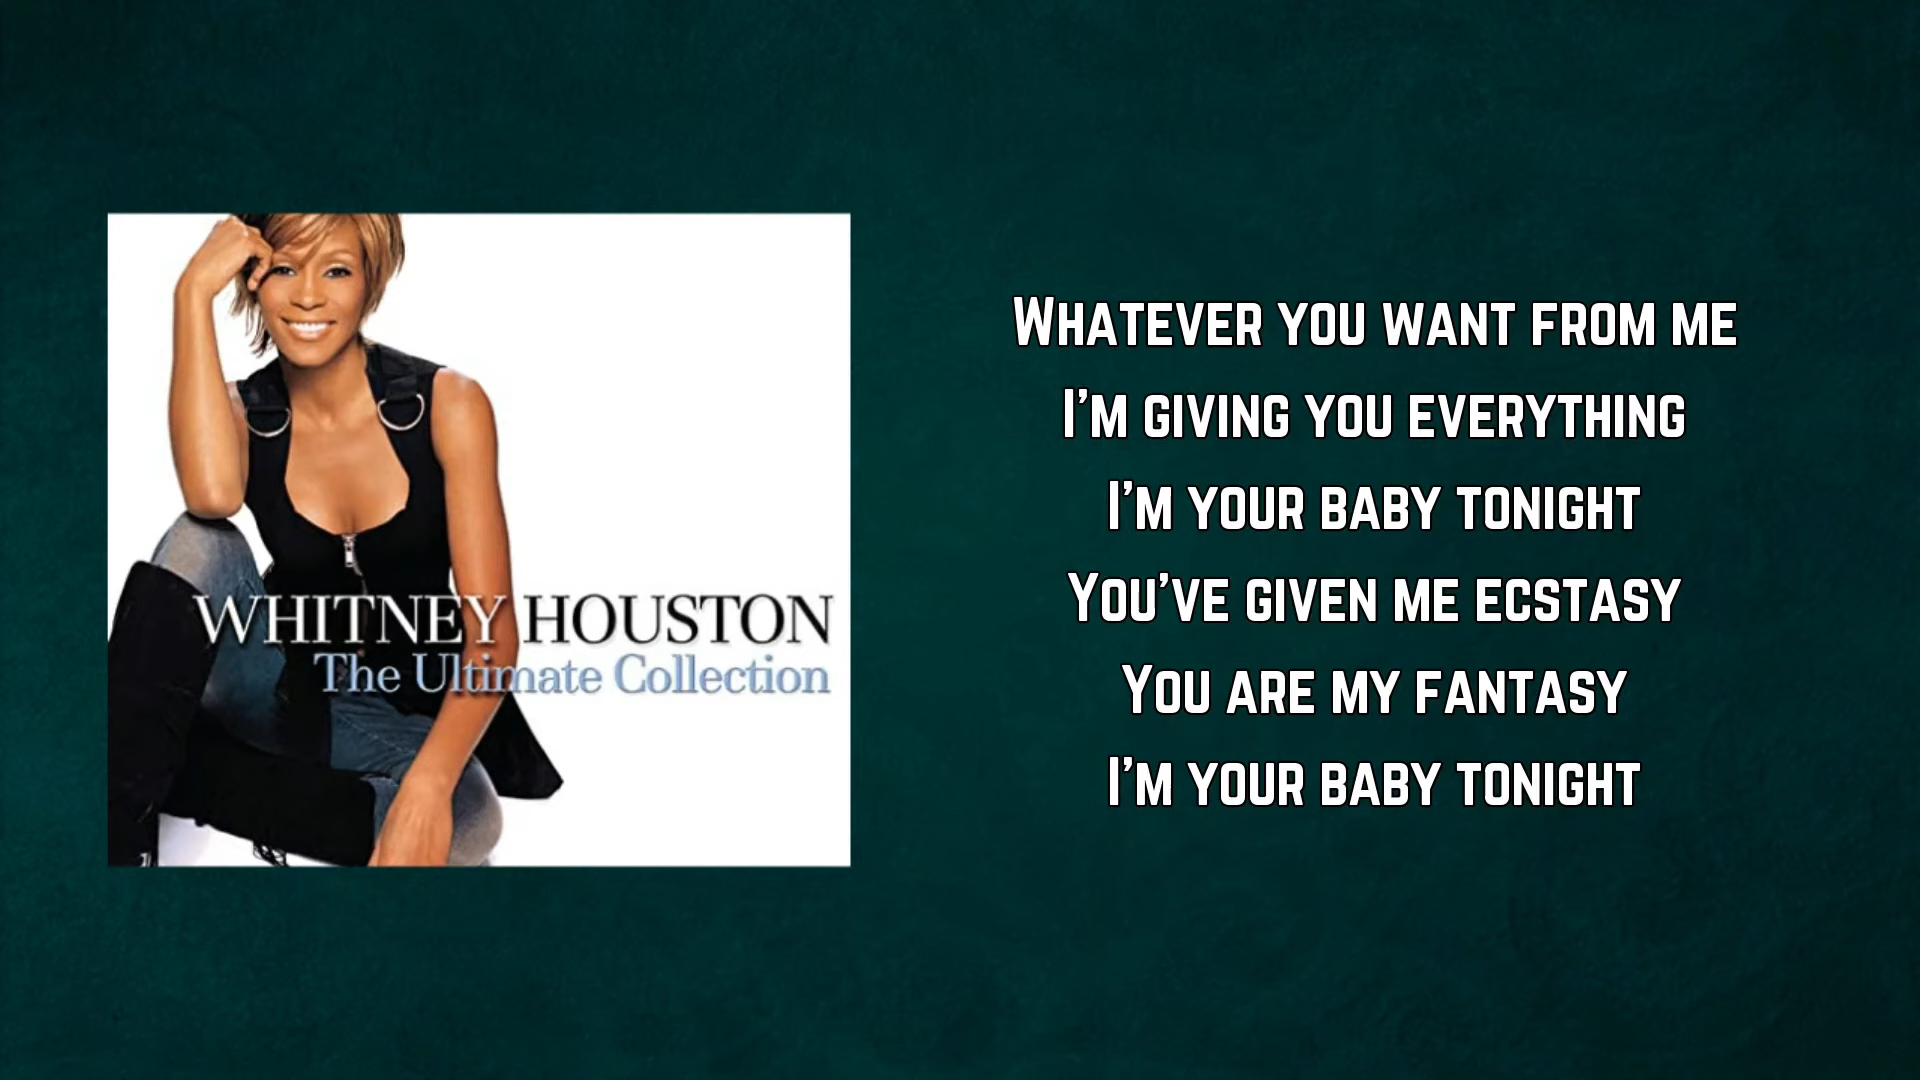 WHITNEY HOUSTON
The Ultimate Collection
Whatever you want from me
I'm giving you everything
I'm your baby tonight
You've given me ecstasy
You are my fantasy
I'm your baby tonight